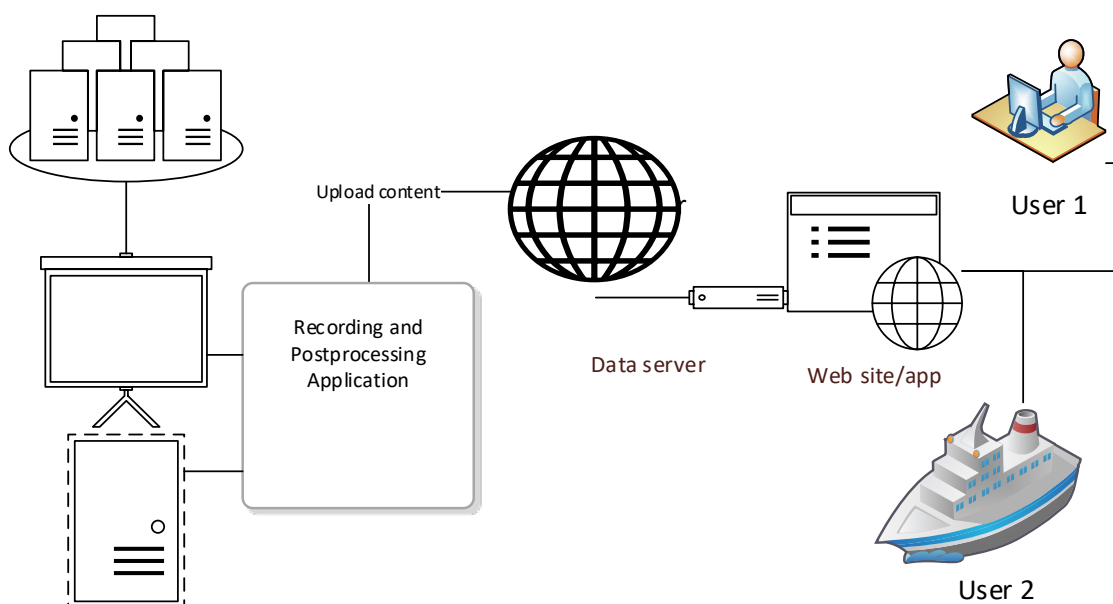 Upload content
Recording and
Postprocessing
Application
Data server
Web site/app
User 1
User 2